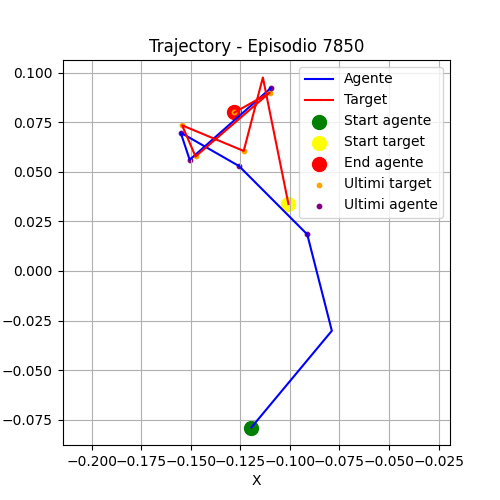 Trajectory - Episodio 7850
Agente
Target
Start agente
Start target
End agente
Ultimi target
Ultimi agente
0.100
0.075
0.050
0.025
0.000
−0.025
−0.050
−0.075
−0.200−0.175−0.150−0.125−0.100−0.075−0.050−0.025
X